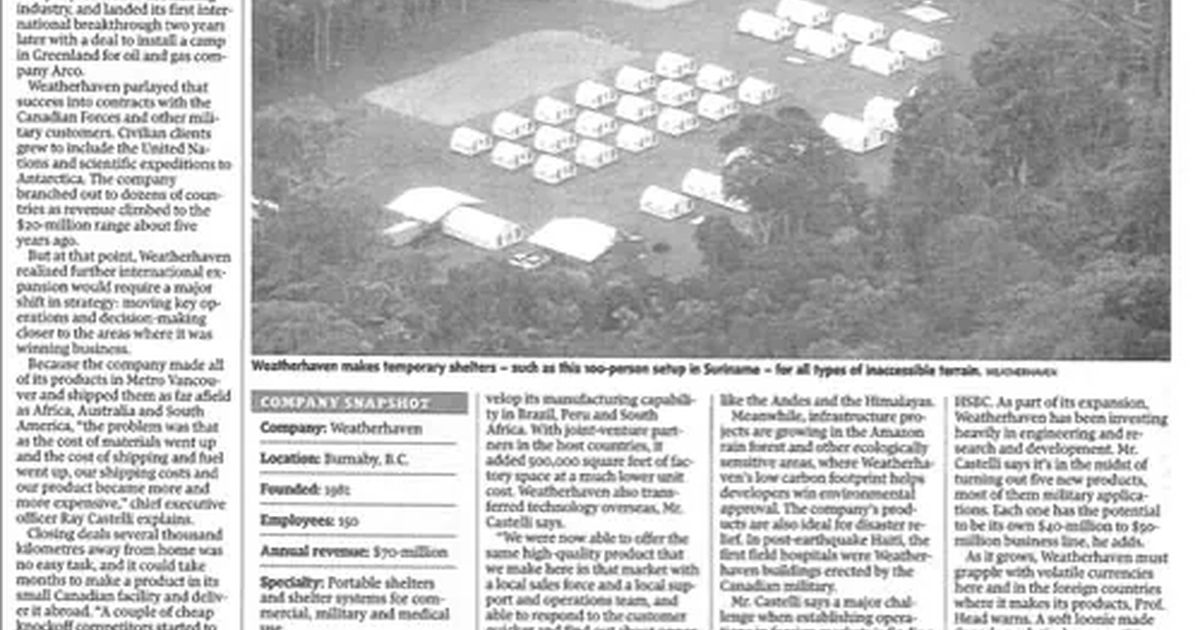 industry, and landed its first inter-
national breakthrough two years
later with a deal to install a camp
in Greenland for oil and gas com-
pany Arco.
Weatherhaven parlayed that
success into contracts with the
Canadian Forces and other mili-
tary customers. Civilian clients
grew to include the United Na-
tions and scientific expeditions to
Antarctica. The company
branched out to dozens of coun-
tries as revenue climbed to the
$20-million range about five
years ago.
But at that point, Weatherhaven
realized further international ex-
pansion would require a major
shift in strategy: moving key op-
erations and decision-making
closer to the areas where it was
winning business.
Because the company made all
of its products in Metro Vancou-
ver and shipped them as far afield
as Africa, Australia and South
America, "the problem was that
as the cost of materials went up
and the cost of shipping and fuel
went up, our shipping costs and
our product became more and
more expensive," chief executive
officer Ray Castelli explains.
Closing deals several thousand
kilometres away from home was
no easy task, and it could take
months to make a product in its
small Canadian facility and deliv-
er it abroad. "A couple of cheap
knockoff competitors started to
Weatherhaven makes temporary shelters – such as this 100-person setup in Suriname – for all types of inaccessible terrain. WEATHERHAVEN
COMPANY SNAPSHOT
Company: Weatherhaven
Location: Burnaby, B.C.
Founded: 1981
Employees: 150
Annual revenue: $70-million
Specialty: Portable shelters
and shelter systems for com-
mercial, military and medical
use
velop its manufacturing capabili-
ty in Brazil, Peru and South
Africa. With joint-venture part-
ners in the host countries, it
added 500,000 square feet of fac-
tory space at a much lower unit
cost. Weatherhaven also trans-
ferred technology overseas, Mr.
Castelli says.
"We were now able to offer the
same high-quality product that
we make here in that market with
a local sales force and a local sup-
port and operations team, and
able to respond to the customer
like the Andes and the Himalayas.
Meanwhile, infrastructure pro-
jects are growing in the Amazon
rain forest and other ecologically
sensitive areas, where Weatherha-
ven's low carbon footprint helps
developers win environmental
approval. The company's prod-
ucts are also ideal for disaster re-
lief. In post-earthquake Haiti, the
first field hospitals were Weather-
haven buildings erected by the
Canadian military.
Mr. Castelli says a major chal-
lenge when establishing opera-
HSBC. As part of its expansion,
Weatherhaven has been investing
heavily in engineering and re-
search and development. Mr.
Castelli says it's in the midst of
turning out five new products,
most of them military applica-
tions. Each one has the potential
to be its own $40-million to $50-
million business line, he adds.
As it grows, Weatherhaven must
grapple with volatile currencies
here and in the foreign countries
where it makes its products, Prof.
Head warns. A soft loonie made